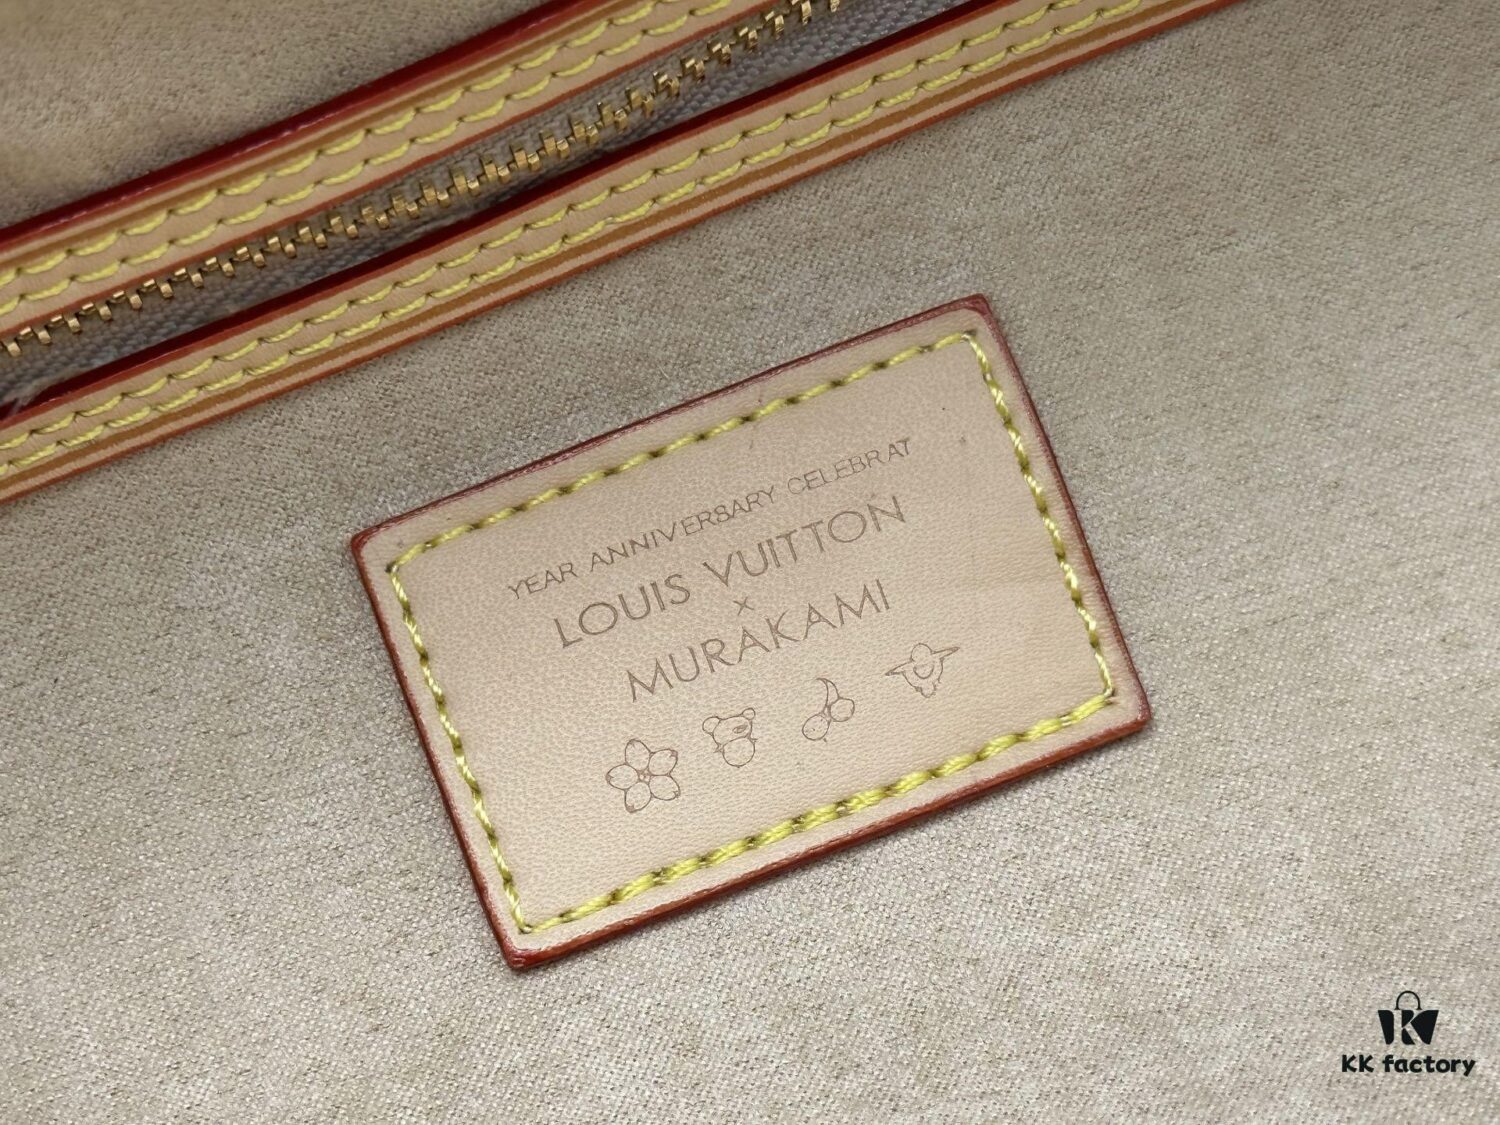 YEAR ANNIVERSARY CELEBRAT
LOUIS VUITTON
×
MURAKAMI
KK factory